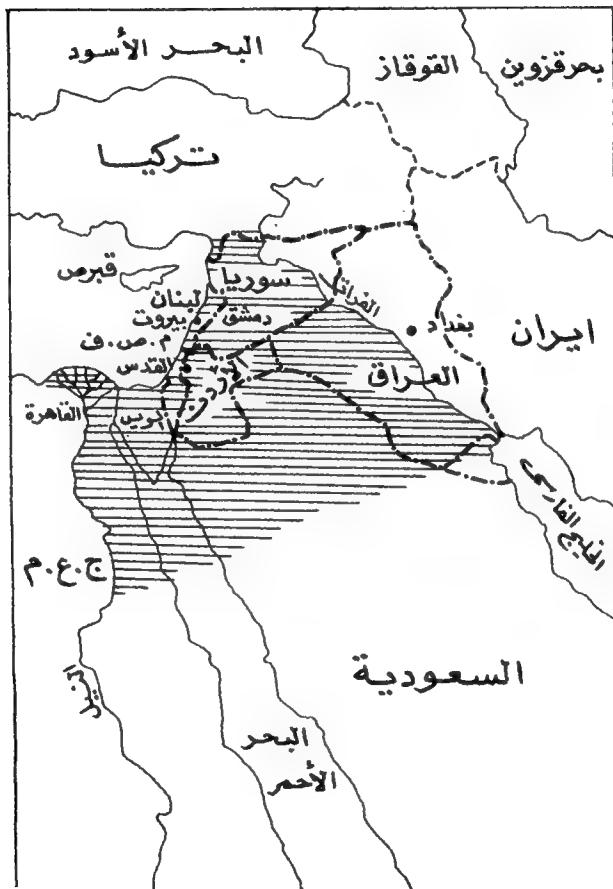 البحر الأسود
القوقاز
بحر قزوين
تركيا
قبرص
سوريا
لبنان
بيروت
دمشق
الفرات
بغداد
ايران
م.ص.ف
القدس
الأردن
العراق
القاهرة
الخليج الفارسي
ج.ع.م
السعودية
النيل
البحر
الأحمر